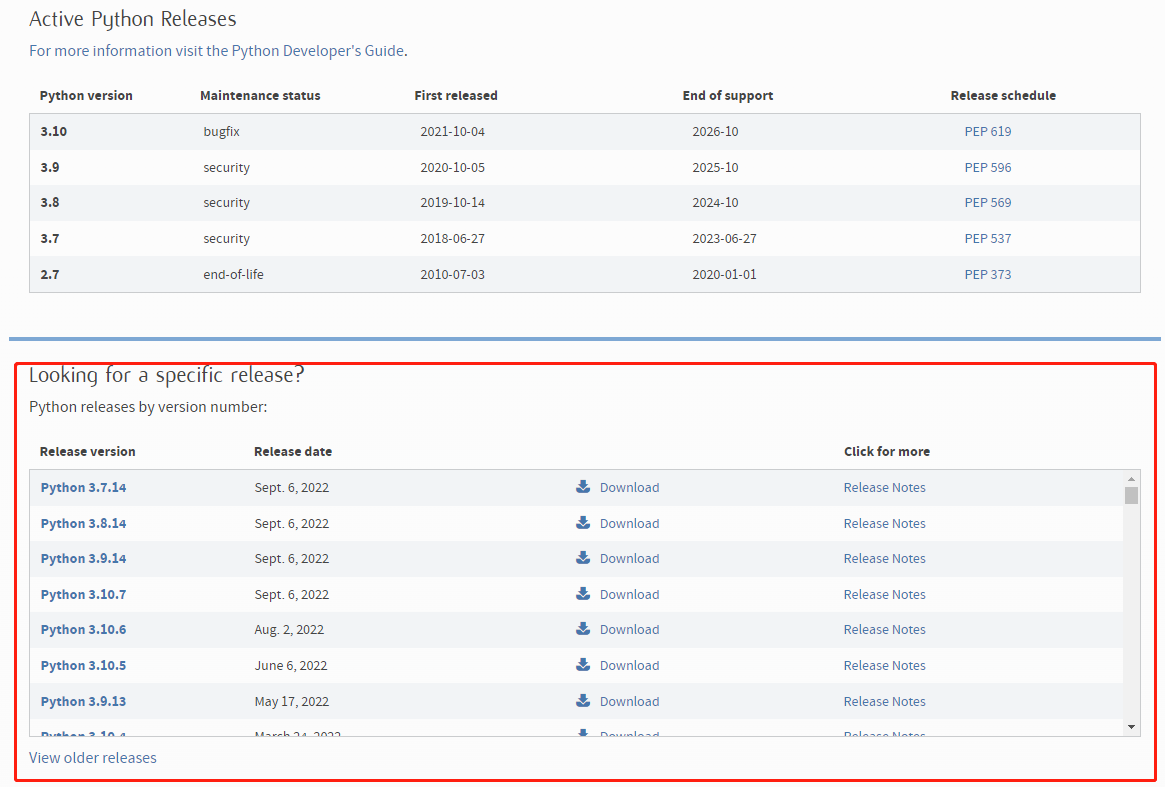 Active Python Releases
For more information visit the Python Developer's Guide.
Python version Maintenance status First released End of support Release schedule
3.10 bugfix 2021-10-04 2026-10 PEP 619
3.9 security 2020-10-05 2025-10 PEP 596
3.8 security 2019-10-14 2024-10 PEP 569
3.7 security 2018-06-27 2023-06-27 PEP 537
2.7 end-of-life 2010-07-03 2020-01-01 PEP 373
Looking for a specific release?
Python releases by version number:
Release version Release date Click for more
Python 3.7.14 Sept. 6, 2022 Download Release Notes
Python 3.8.14 Sept. 6, 2022 Download Release Notes
Python 3.9.14 Sept. 6, 2022 Download Release Notes
Python 3.10.7 Sept. 6, 2022 Download Release Notes
Python 3.10.6 Aug. 2, 2022 Download Release Notes
Python 3.10.5 June 6, 2022 Download Release Notes
Python 3.9.13 May 17, 2022 Download Release Notes
Python 3.10.4 March 24, 2022 Download Release Notes
View older releases